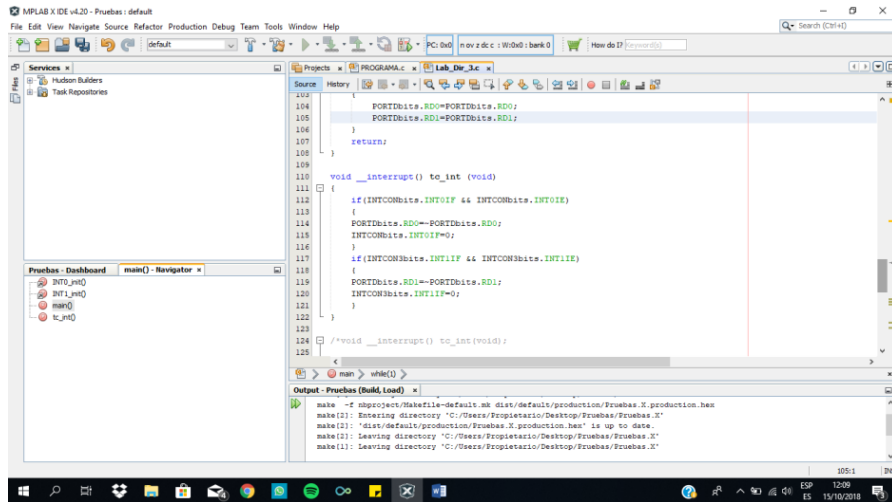 MPLAB X IDE v4.20 - Pruebas : default
File Edit View Navigate Source Refactor Production Debug Team Tools Window Help
Search (Ctrl+I)
default
PC: 0x0
n ov z dc c : W:0x0 : bank 0
How do I?
Keyword(s)
Files
Services
Hudson Builders
Task Repositories
Projects
PROGRAMA.c
Lab_Dir_3.c
Source History
103 {
104 PORTDbits.RD0=PORTDbits.RD0;
105 PORTDbits.RD1=PORTDbits.RD1;
106 }
107 return;
108 }
109
110 void __interrupt() tc_int (void)
111 {
112 if(INTCONbits.INT0IF && INTCONbits.INT0IE)
113 {
114 PORTDbits.RD0=~PORTDbits.RD0;
115 INTCONbits.INT0IF=0;
116 }
117 if(INTCON3bits.INT1IF && INTCON3bits.INT1IE)
118 {
119 PORTDbits.RD1=~PORTDbits.RD1;
120 INTCON3bits.INT1IF=0;
121 }
122 }
123
124 /*void __interrupt() tc_int(void);
125
Pruebas - Dashboard
main() - Navigator
INT0_init()
INT1_init()
main()
tc_int()
main
while(1)
Output - Pruebas (Build, Load)
make -f nbproject/Makefile-default.mk dist/default/production/Pruebas.X.production.hex
make[2]: Entering directory 'C:/Users/Propietario/Desktop/Pruebas/Pruebas.X'
make[2]: 'dist/default/production/Pruebas.X.production.hex' is up to date.
make[2]: Leaving directory 'C:/Users/Propietario/Desktop/Pruebas/Pruebas.X'
make[1]: Leaving directory 'C:/Users/Propietario/Desktop/Pruebas/Pruebas.X'
105:1
ESP
ES
12:09
15/10/2018